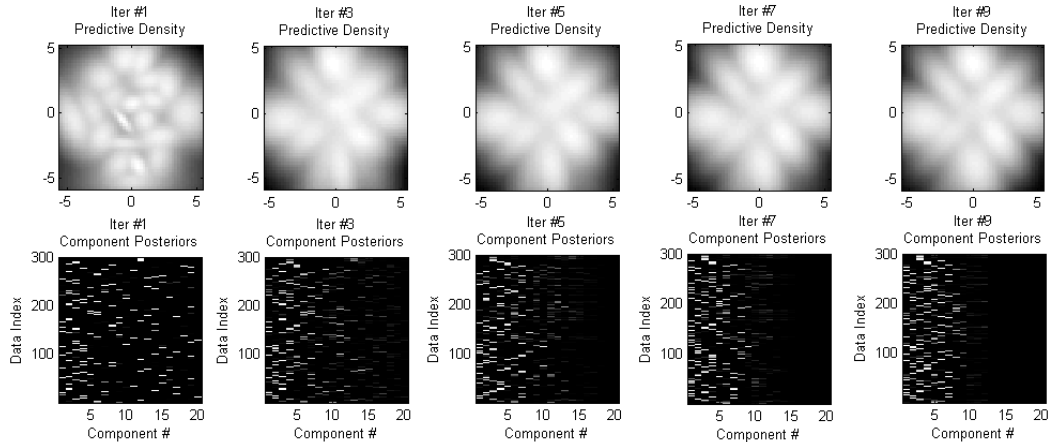 Iter #1
Predictive Density
5
0
-5
-5 0 5
Iter #3
Predictive Density
5
0
-5
-5 0 5
Iter #5
Predictive Density
5
0
-5
-5 0 5
Iter #7
Predictive Density
5
0
-5
-5 0 5
Iter #9
Predictive Density
5
0
-5
-5 0 5
Iter #1
Component Posteriors
300
200
100
Data Index
5 10 15 20
Component #
Iter #3
Component Posteriors
300
200
100
Data Index
5 10 15 20
Component #
Iter #5
Component Posteriors
300
200
100
Data Index
5 10 15 20
Component #
Iter #7
Component Posteriors
300
200
100
Data Index
5 10 15 20
Component #
Iter #9
Component Posteriors
300
200
100
Data Index
5 10 15 20
Component #